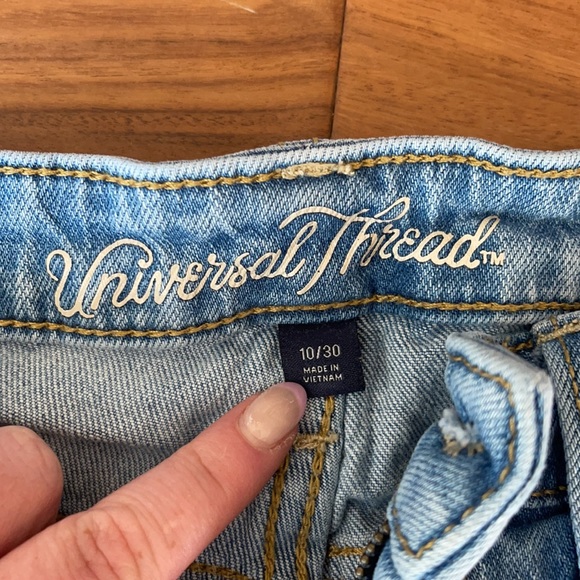 Universal Thread™
10/30
MADE IN
VIETNAM